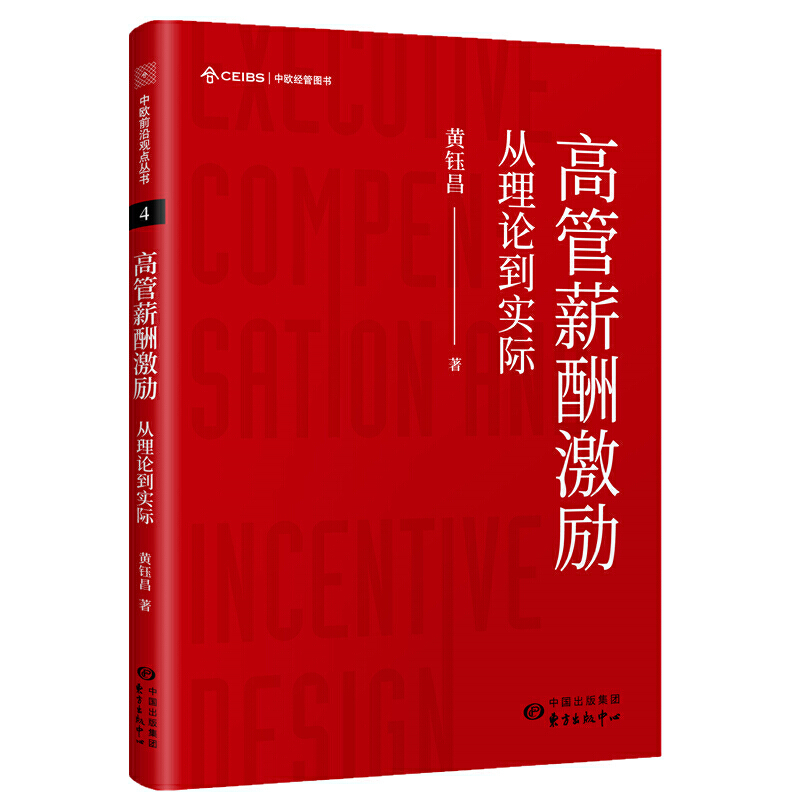 中欧前沿观点丛书
4
高管薪酬激励
从理论到实际
黄钰昌 著
中国出版集团
东方出版中心
CEIBS | 中欧经管图书
EXECUTIVE
COMPEN
SATION AN
INCENTIVE
DESIGN
高管薪酬激励
从理论到实际
黄钰昌 著
中国出版集团
东方出版中心